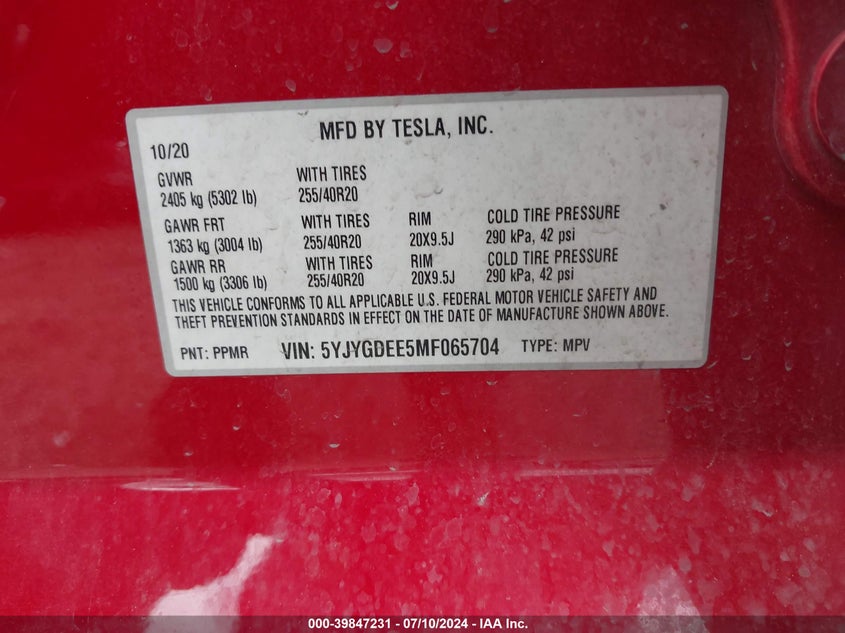 MFD BY TESLA, INC.
10/20
GVWR WITH TIRES
2405 kg (5302 lb) 255/40R20
GAWR FRT WITH TIRES RIM COLD TIRE PRESSURE
1363 kg (3004 lb) 255/40R20 20X9.5J 290 kPa, 42 psi
GAWR RR WITH TIRES RIM COLD TIRE PRESSURE
1500 kg (3306 lb) 255/40R20 20X9.5J 290 kPa, 42 psi
THIS VEHICLE CONFORMS TO ALL APPLICABLE U.S. FEDERAL MOTOR VEHICLE SAFETY AND
THEFT PREVENTION STANDARDS IN EFFECT ON THE DATE OF MANUFACTURE SHOWN ABOVE.
PNT: PPMR VIN: 5YJYGDEE5MF065704 TYPE: MPV
000-39847231 - 07/10/2024 - IAA Inc.